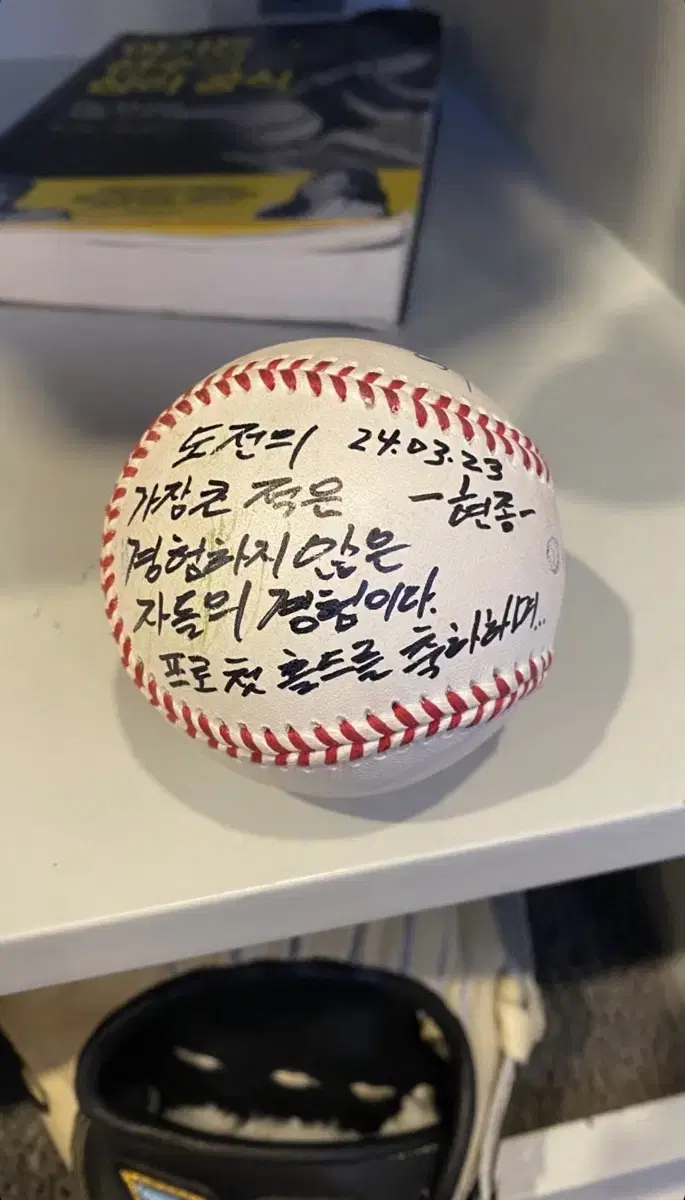 도전의
가장 큰 적은
경험하지 않은
자들의 경험이다.
프로 첫 홀드를 축하하며..
24.03.23
-현종-